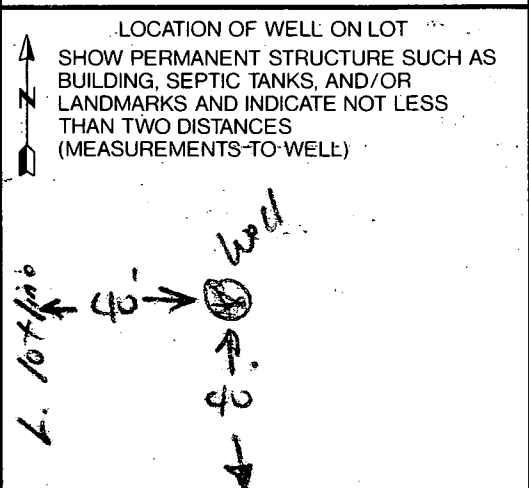 LOCATION OF WELL ON LOT
SHOW PERMANENT STRUCTURE SUCH AS
BUILDING, SEPTIC TANKS, AND/OR
LANDMARKS AND INDICATE NOT LESS
THAN TWO DISTANCES
(MEASUREMENTS TO WELL)
N
Well
L. lot line
40'
40